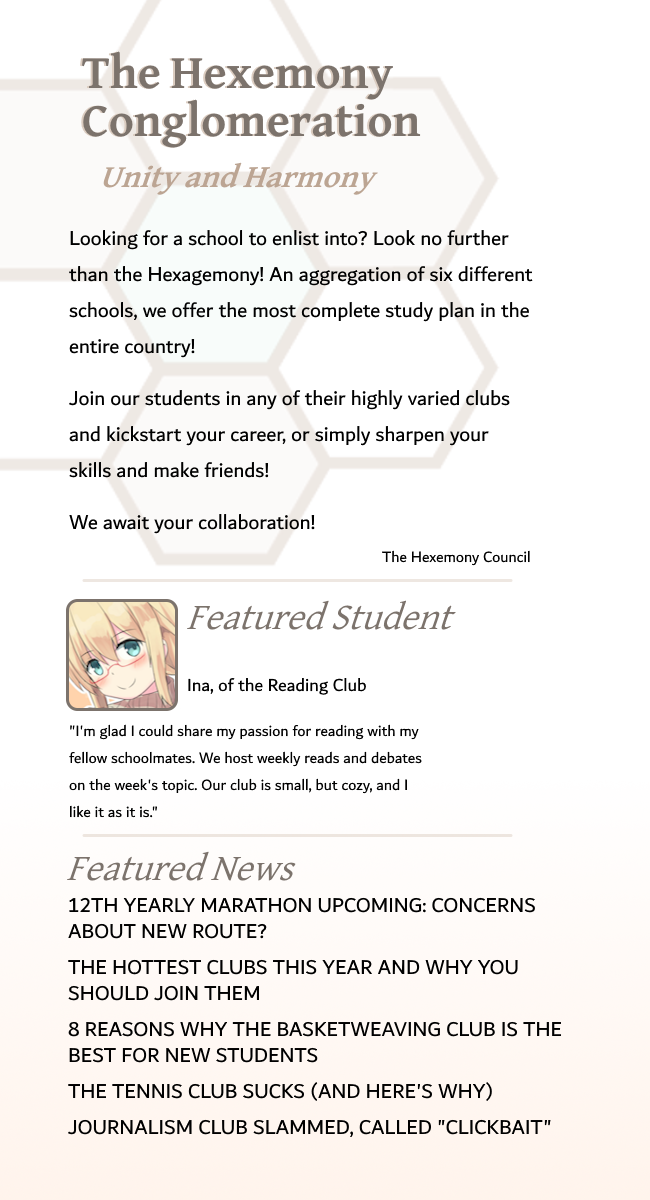 The Hexemony
Conglomeration
Unity and Harmony
Looking for a school to enlist into? Look no further
than the Hexagemony! An aggregation of six different
schools, we offer the most complete study plan in the
entire country!
Join our students in any of their highly varied clubs
and kickstart your career, or simply sharpen your
skills and make friends!
We await your collaboration!
The Hexemony Council
Featured Student
Ina, of the Reading Club
"I'm glad I could share my passion for reading with my
fellow schoolmates. We host weekly reads and debates
on the week's topic. Our club is small, but cozy, and I
like it as it is."
Featured News
12TH YEARLY MARATHON UPCOMING: CONCERNS
ABOUT NEW ROUTE?
THE HOTTEST CLUBS THIS YEAR AND WHY YOU
SHOULD JOIN THEM
8 REASONS WHY THE BASKETWEAVING CLUB IS THE
BEST FOR NEW STUDENTS
THE TENNIS CLUB SUCKS (AND HERE'S WHY)
JOURNALISM CLUB SLAMMED, CALLED "CLICKBAIT"